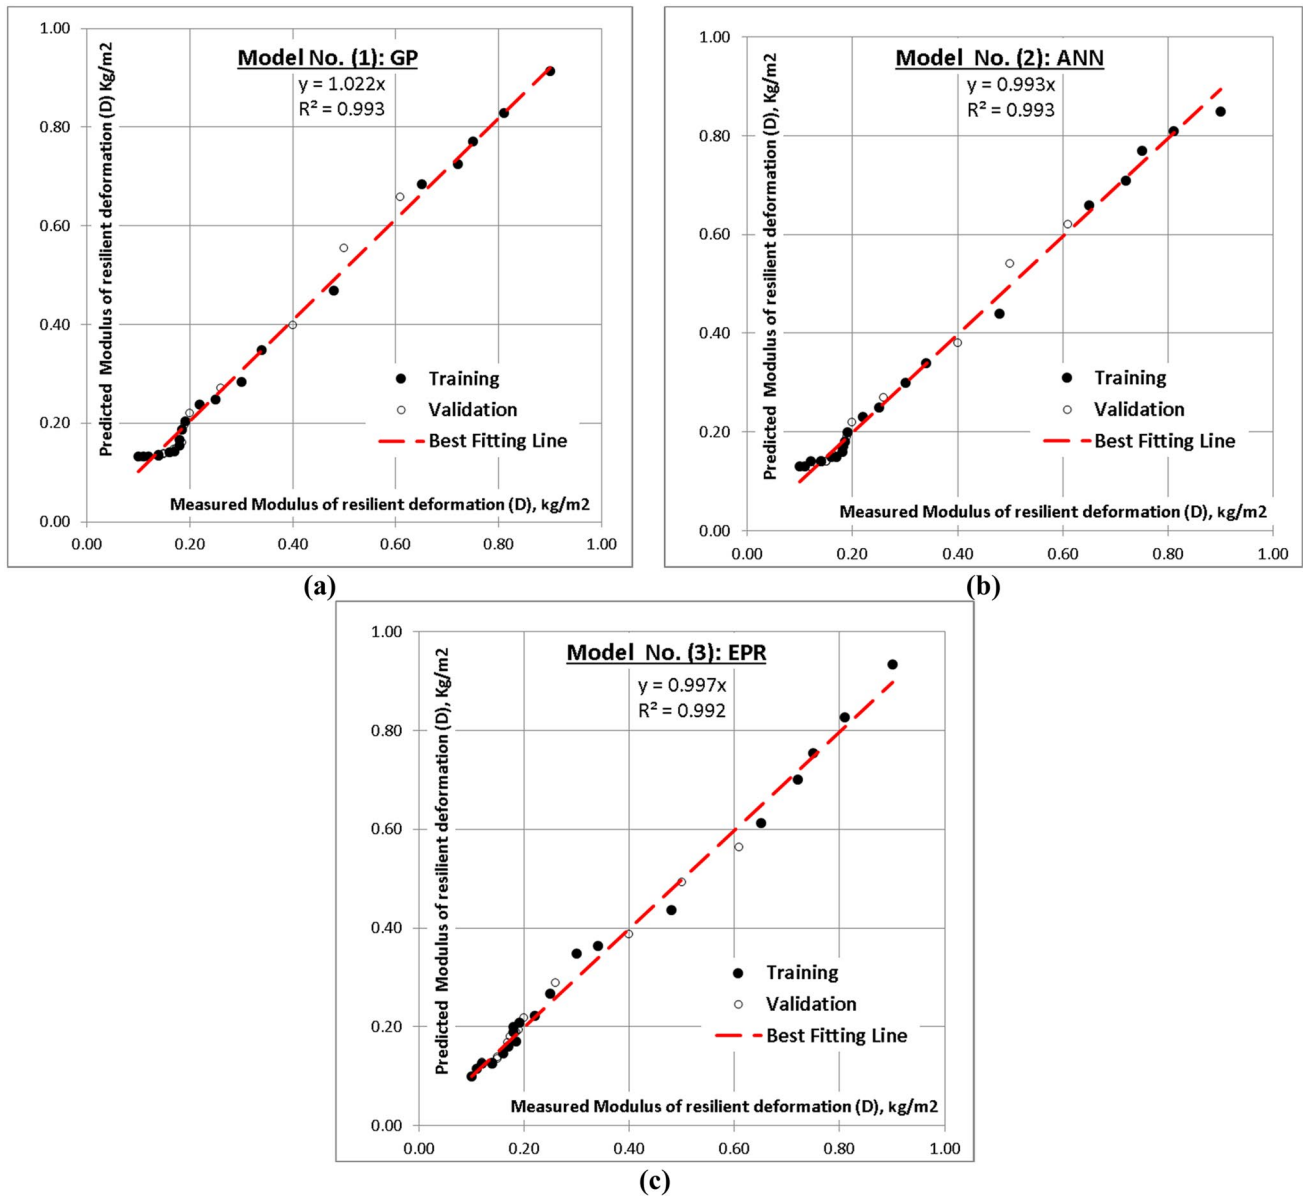 Model No. (1): GP
y = 1.022x
R² = 0.993
Predicted Modulus of resilient deformation (D) Kg/m2
1.00
0.80
0.60
0.40
0.20
0.00
Training
Validation
Best Fitting Line
Measured Modulus of resilient deformation (D), kg/m2
0.00 0.20 0.40 0.60 0.80 1.00
(a)
Model No. (2): ANN
y = 0.993x
R² = 0.993
Predicted Modulus of resilient deformation (D), Kg/m2
1.00
0.80
0.60
0.40
0.20
0.00
Training
Validation
Best Fitting Line
Measured Modulus of resilient deformation (D), kg/m2
0.00 0.20 0.40 0.60 0.80 1.00
(b)
Model No. (3): EPR
y = 0.997x
R² = 0.992
Predicted Modulus of resilient deformation (D), Kg/m2
1.00
0.80
0.60
0.40
0.20
0.00
Training
Validation
Best Fitting Line
Measured Modulus of resilient deformation (D), kg/m2
0.00 0.20 0.40 0.60 0.80 1.00
(c)